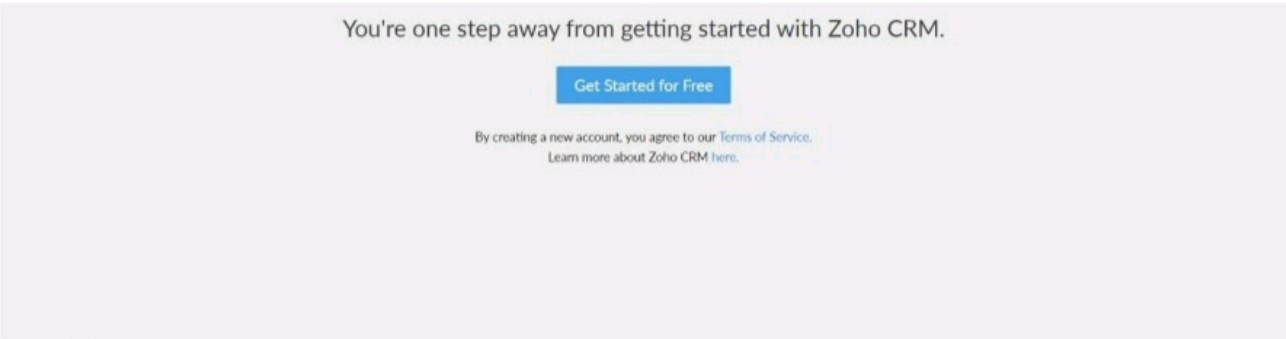 You're one step away from getting started with Zoho CRM.
Get Started for Free
By creating a new account, you agree to our Terms of Service.
Learn more about Zoho CRM here.